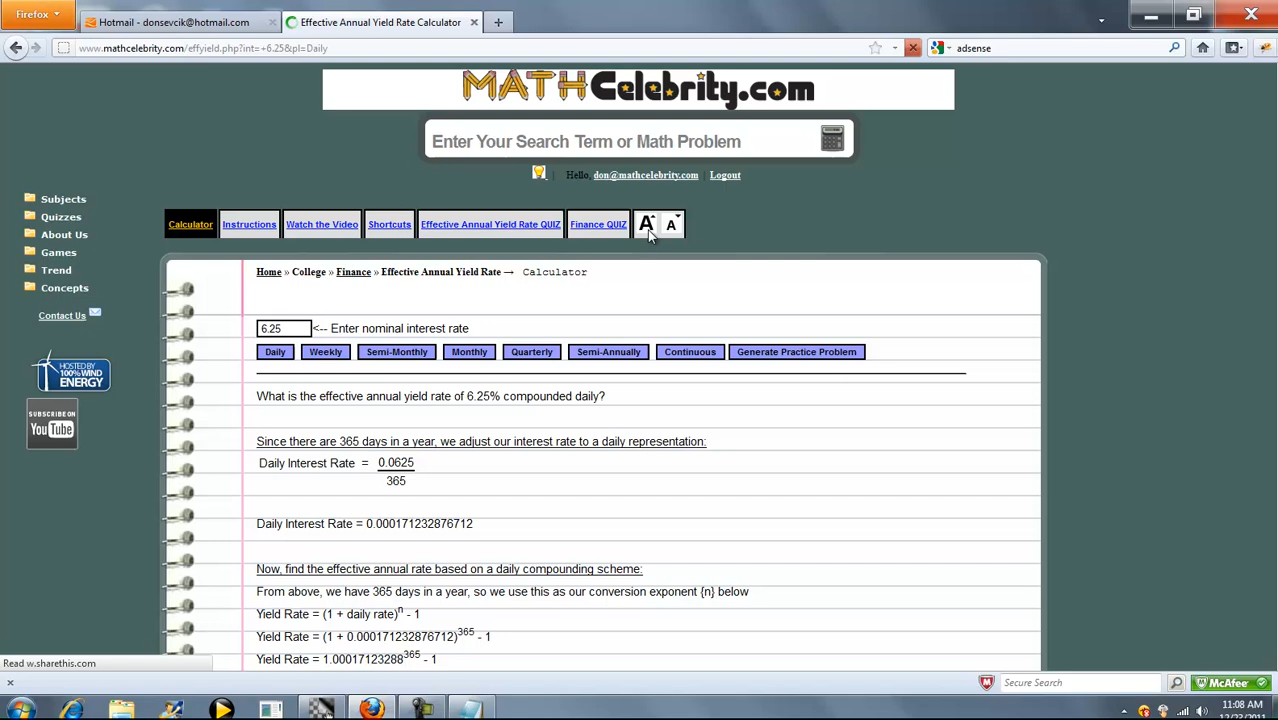 Firefox
Hotmail - donsevcik@hotmail.com
Effective Annual Yield Rate Calculator
www.mathcelebrity.com/effyield.php?int=+6.25&pl=Daily
adsense
MATHCelebrity.com
Enter Your Search Term or Math Problem
| Hello, don@mathcelebrity.com | Logout
Subjects
Quizzes
About Us
Games
Trend
Concepts
Contact Us
HOSTED BY
100% WIND
ENERGY
SUBSCRIBE ON
YouTube
Calculator Instructions Watch the Video Shortcuts Effective Annual Yield Rate QUIZ Finance QUIZ A A
Home » College » Finance » Effective Annual Yield Rate → Calculator
6.25 <-- Enter nominal interest rate
Daily Weekly Semi-Monthly Monthly Quarterly Semi-Annually Continuous Generate Practice Problem
What is the effective annual yield rate of 6.25% compounded daily?
Since there are 365 days in a year, we adjust our interest rate to a daily representation:
Daily Interest Rate = 0.0625
365
Daily Interest Rate = 0.000171232876712
Now, find the effective annual rate based on a daily compounding scheme:
From above, we have 365 days in a year, so we use this as our conversion exponent {n} below
Yield Rate = (1 + daily rate)^n - 1
Yield Rate = (1 + 0.000171232876712)^365 - 1
Yield Rate = 1.00017123288^365 - 1
Read w.sharethis.com
Secure Search
McAfee
11:08 AM
12/23/2011